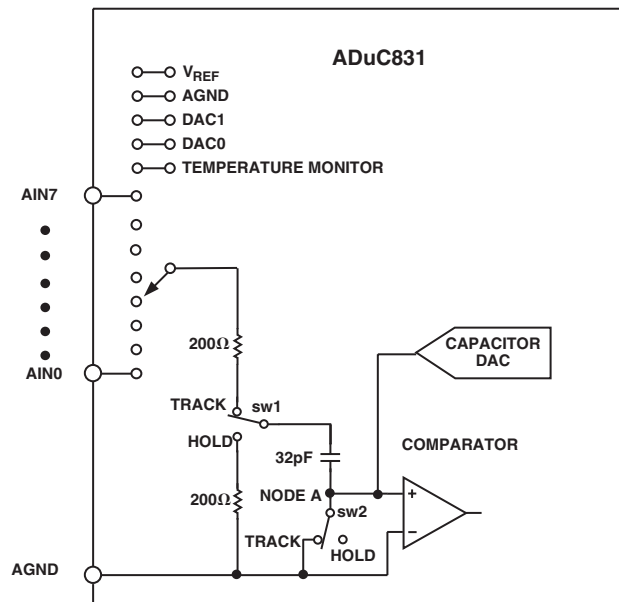 ADuC831
VREF
AGND
DAC1
DAC0
TEMPERATURE MONITOR
AIN7
AIN0
200Ω
CAPACITOR
DAC
TRACK
sw1
HOLD
COMPARATOR
32pF
200Ω
NODE A
+
sw2
−
TRACK
HOLD
AGND